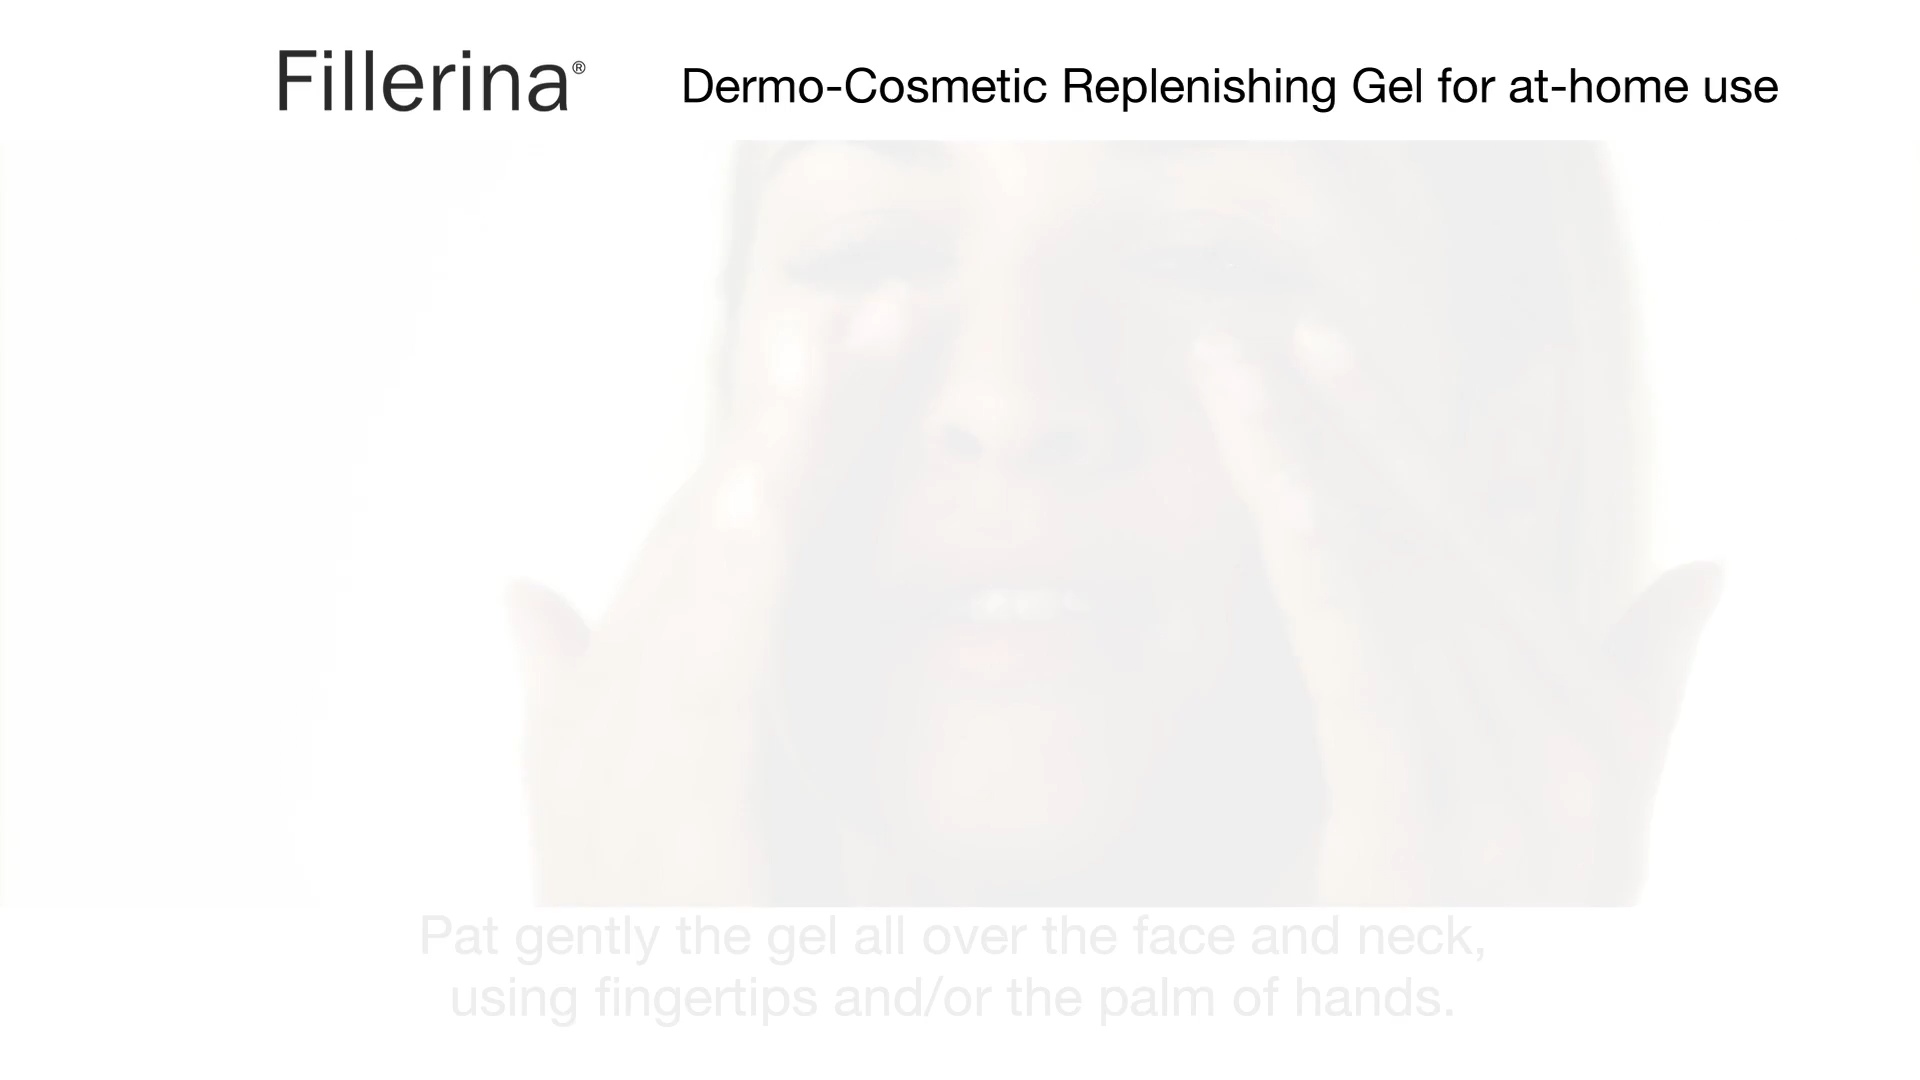 Fillerina®
Dermo-Cosmetic Replenishing Gel for at-home use
Pat gently the gel all over the face and neck,
using fingertips and/or the palm of hands.